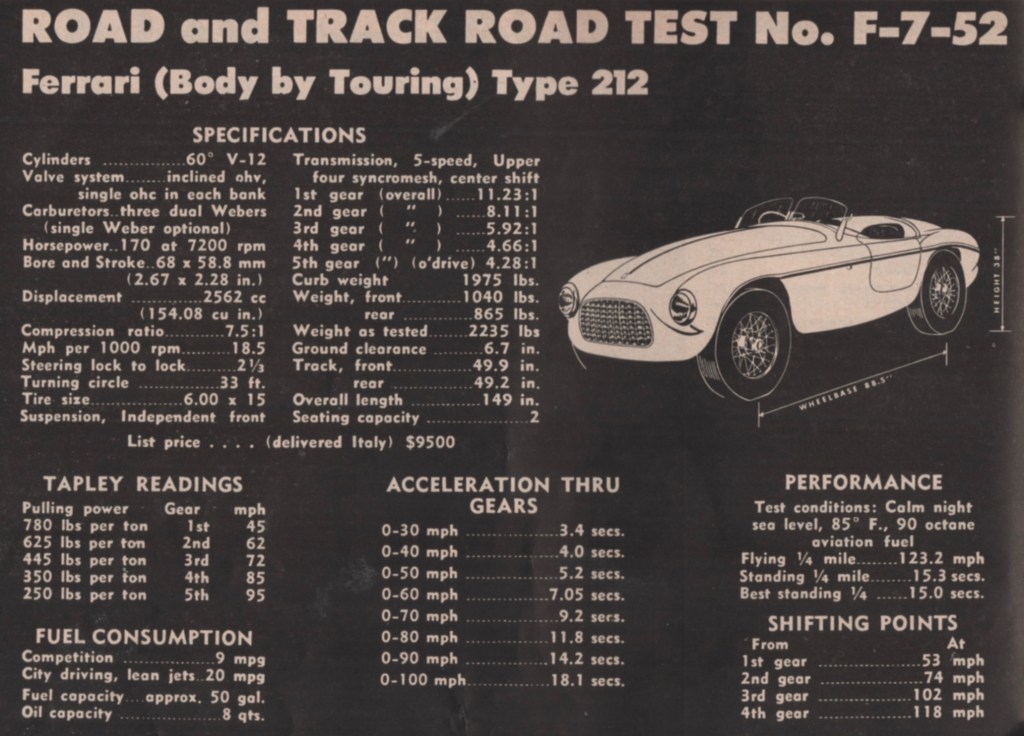 ROAD and TRACK ROAD TEST No. F-7-52
Ferrari (Body by Touring) Type 212
SPECIFICATIONS
Cylinders ..............60° V-12
Valve system.......inclined ohv,
single ohc in each bank
Carburetors..three dual Webers
(single Weber optional)
Horsepower..170 at 7200 rpm
Bore and Stroke..68 x 58.8 mm
(2.67 x 2.28 in.)
Displacement .............2562 cc
(154.08 cu in.)
Compression ratio..........7.5:1
Mph per 1000 rpm.........18.5
Steering lock to lock........2⅓
Turning circle .............33 ft.
Tire size...............6.00 x 15
Suspension, Independent front
Transmission, 5-speed, Upper
four syncromesh, center shift
1st gear (overall) ......11.23:1
2nd gear ( " ) ......8.11:1
3rd gear ( " ) ......5.92:1
4th gear ( " ) ......4.66:1
5th gear (") (o'drive) 4.28:1
Curb weight 1975 lbs.
Weight, front...........1040 lbs.
rear ............865 lbs.
Weight as tested.......2235 lbs
Ground clearance ........6.7 in.
Track, front..............49.9 in.
rear ................49.2 in.
Overall length ..........149 in.
Seating capacity ................2
List price . . . . (delivered Italy) $9500
HEIGHT 38"
WHEELBASE 88.5"
TAPLEY READINGS
Pulling power Gear mph
780 lbs per ton 1st 45
625 lbs per ton 2nd 62
445 lbs per ton 3rd 72
350 lbs per ton 4th 85
250 lbs per ton 5th 95
FUEL CONSUMPTION
Competition ...............9 mpg
City driving, lean jets..20 mpg
Fuel capacity....approx. 50 gal.
Oil capacity .................8 qts.
ACCELERATION THRU
GEARS
0-30 mph .................3.4 secs.
0-40 mph .................4.0 secs.
0-50 mph .................5.2 secs.
0-60 mph ...............7.05 secs.
0-70 mph .................9.2 sers.
0-80 mph ...............11.8 secs.
0-90 mph ...............14.2 secs.
0-100 mph..............18.1 secs.
PERFORMANCE
Test conditions: Calm night
sea level, 85° F., 90 octane
aviation fuel
Flying ¼ mile.......123.2 mph
Standing ¼ mile.......15.3 secs.
Best standing ¼ ......15.0 secs.
SHIFTING POINTS
From At
1st gear ..................53 mph
2nd gear ..................74 mph
3rd gear .................102 mph
4th gear .................118 mph